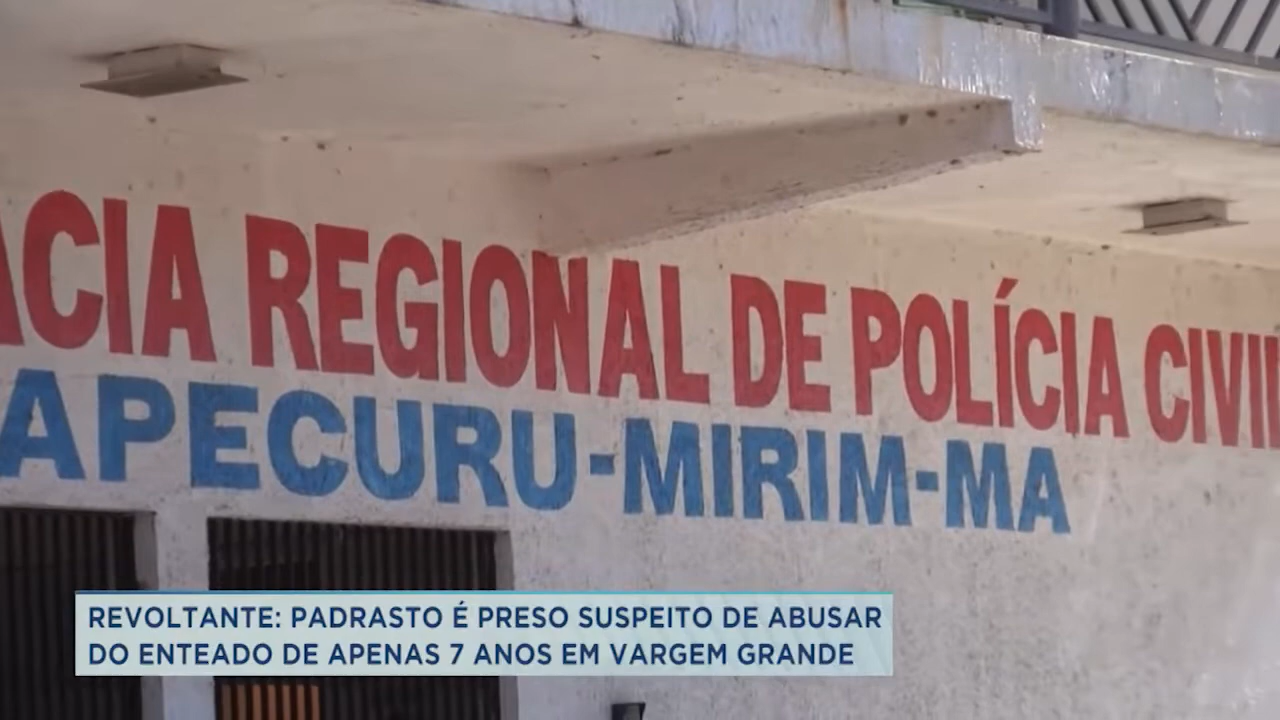 ACIA REGIONAL DE POLÍCIA CIVIL
APECURU-MIRIM-MA
REVOLTANTE: PADRASTO É PRESO SUSPEITO DE ABUSAR
DO ENTEADO DE APENAS 7 ANOS EM VARGEM GRANDE